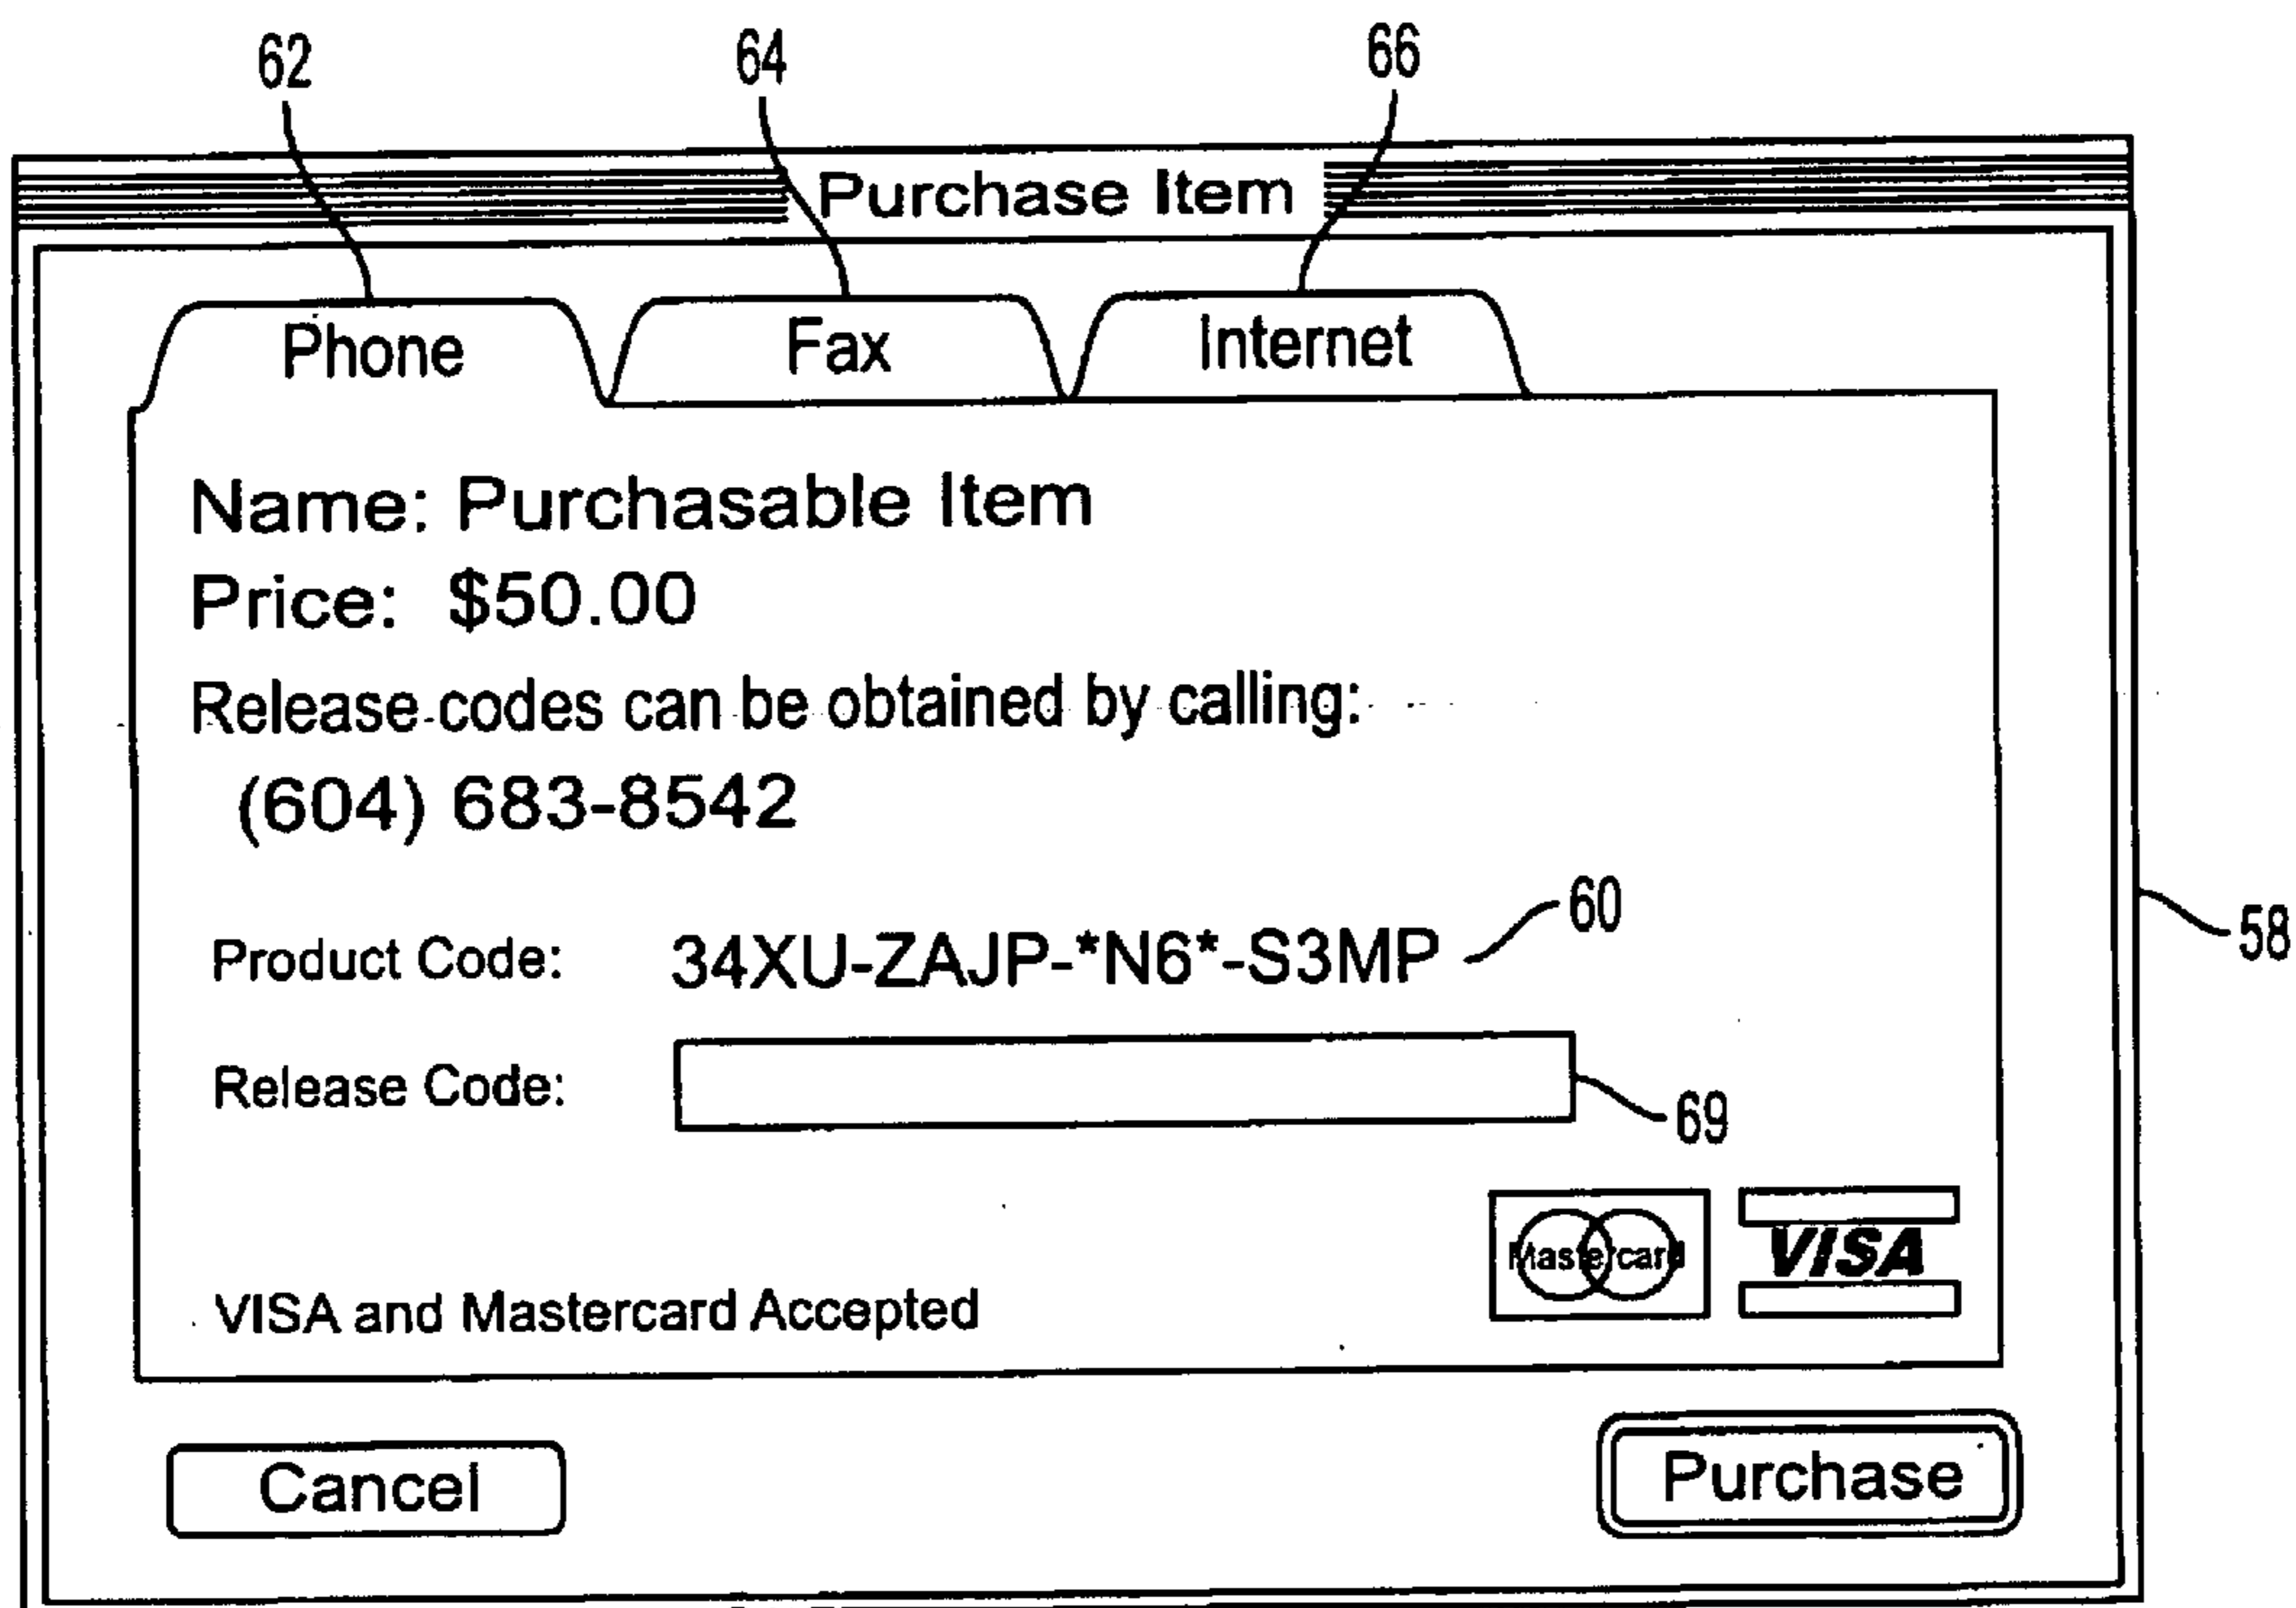 62 64 66
Purchase Item
Phone Fax Internet
Name: Purchasable Item
Price: $50.00
Release codes can be obtained by calling:
(604) 683-8542
Product Code: 34XU-ZAJP-*N6*-S3MP 60
58
Release Code: 69
Mastercard VISA
VISA and Mastercard Accepted
Cancel Purchase